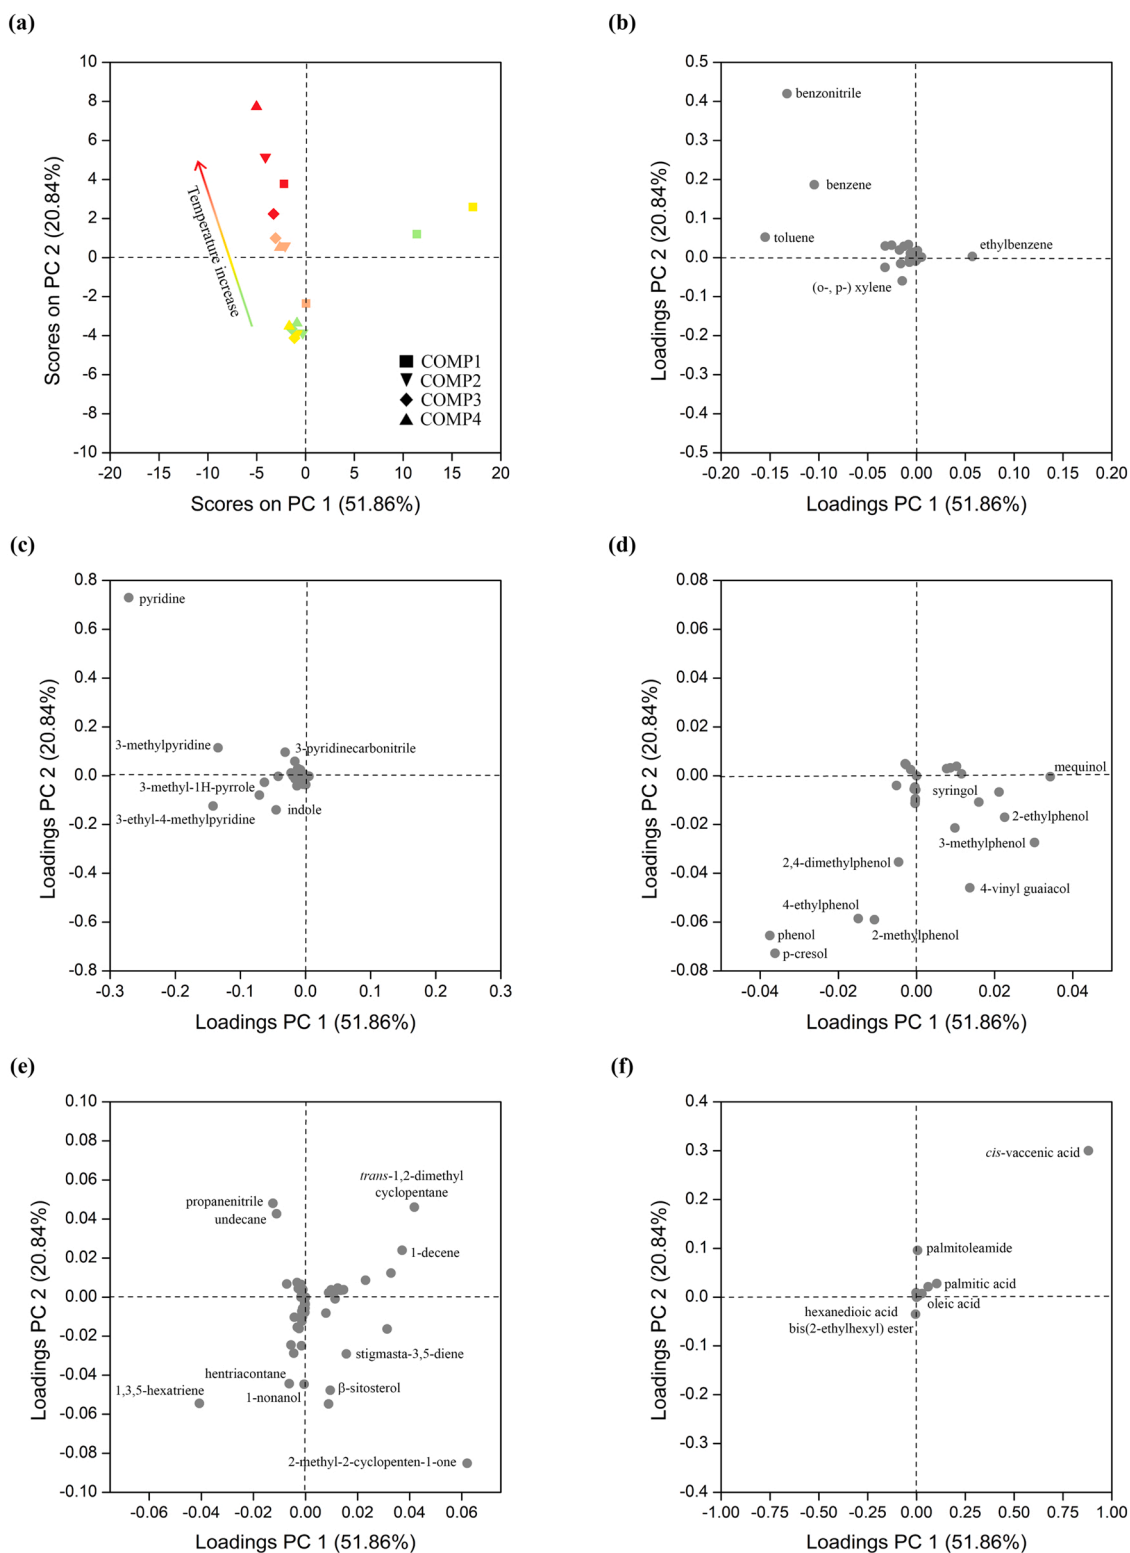 (a)
10
8
6
4
2
0
-2
-4
-6
-8
-10
Scores on PC 2 (20.84%)
Temperature increase
COMP1
COMP2
COMP3
COMP4
-20 -15 -10 -5 0 5 10 15 20
Scores on PC 1 (51.86%)
(b)
0.5
0.4
0.3
0.2
0.1
0.0
-0.1
-0.2
-0.3
-0.4
-0.5
Loadings PC 2 (20.84%)
benzonitrile
benzene
toluene
ethylbenzene
(o-, p-) xylene
-0.20 -0.15 -0.10 -0.05 0.00 0.05 0.10 0.15 0.20
Loadings PC 1 (51.86%)
(c)
0.8
0.6
0.4
0.2
0.0
-0.2
-0.4
-0.6
-0.8
Loadings PC 2 (20.84%)
pyridine
3-methylpyridine
3-pyridinecarbonitrile
3-methyl-1H-pyrrole
indole
3-ethyl-4-methylpyridine
-0.3 -0.2 -0.1 0.0 0.1 0.2 0.3
Loadings PC 1 (51.86%)
(d)
0.08
0.06
0.04
0.02
0.00
-0.02
-0.04
-0.06
-0.08
Loadings PC 2 (20.84%)
mequinol
syringol
2-ethylphenol
3-methylphenol
2,4-dimethylphenol
4-vinyl guaiacol
4-ethylphenol
2-methylphenol
phenol
p-cresol
-0.04 -0.02 0.00 0.02 0.04
Loadings PC 1 (51.86%)
(e)
0.10
0.08
0.06
0.04
0.02
0.00
-0.02
-0.04
-0.06
-0.08
-0.10
Loadings PC 2 (20.84%)
trans-1,2-dimethyl
cyclopentane
propanenitrile
undecane
1-decene
stigmasta-3,5-diene
hentriacontane
1,3,5-hexatriene
1-nonanol
β-sitosterol
2-methyl-2-cyclopenten-1-one
-0.06 -0.04 -0.02 0.00 0.02 0.04 0.06
Loadings PC 1 (51.86%)
(f)
0.4
0.3
0.2
0.1
0.0
-0.1
-0.2
-0.3
-0.4
Loadings PC 2 (20.84%)
cis-vaccenic acid
palmitoleamide
palmitic acid
oleic acid
hexanedioic acid
bis(2-ethylhexyl) ester
-1.00 -0.75 -0.50 -0.25 0.00 0.25 0.50 0.75 1.00
Loadings PC 1 (51.86%)